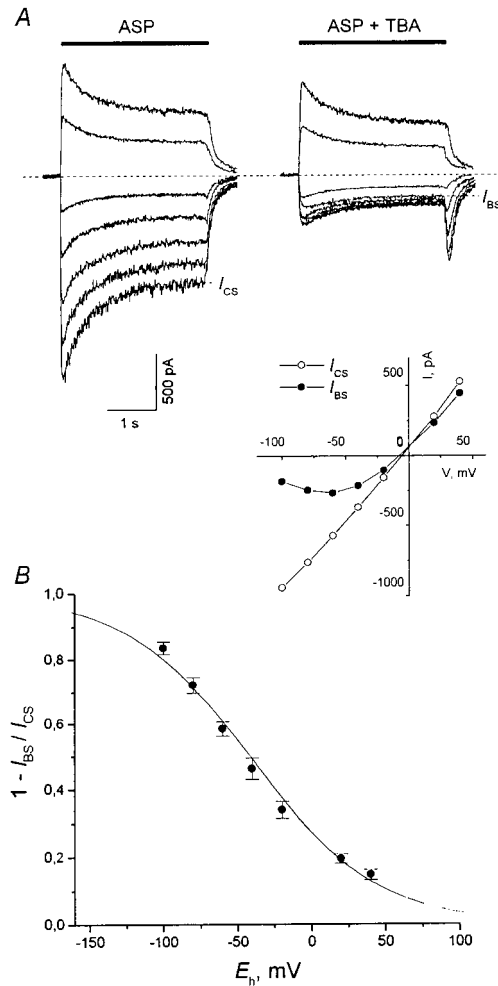 A
ASP
ASP + TBA
I_BS
I_CS
500 pA
1 s
I_CS
I_BS
I, pA
500
-100
-50
0
50
V, mV
-500
-1000
B
1,0
0,8
0,6
0,4
0,2
0,0
1 - I_BS / I_CS
-150
-100
-50
0
50
100
E_h, mV